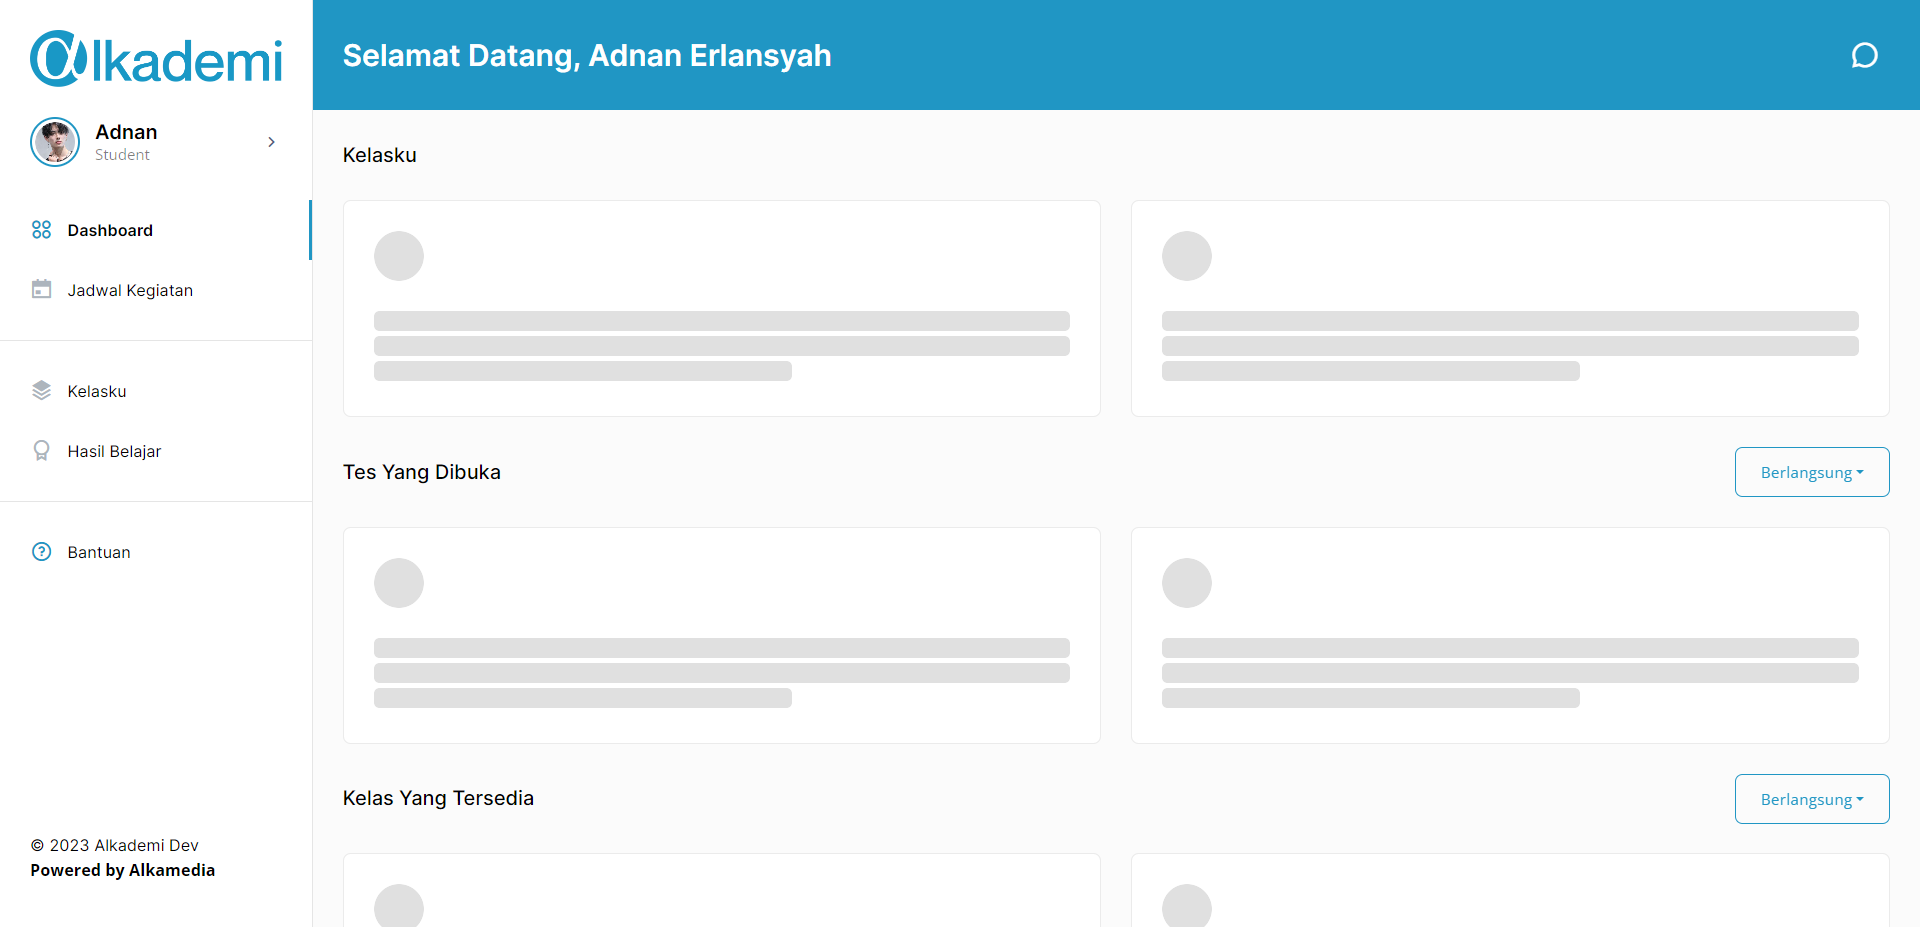 αlkademi
Adnan
Student
Dashboard
Jadwal Kegiatan
Kelasku
Hasil Belajar
Bantuan
© 2023 Alkademi Dev
Powered by Alkamedia
Selamat Datang, Adnan Erlansyah
Kelasku
Tes Yang Dibuka
Berlangsung
Kelas Yang Tersedia
Berlangsung